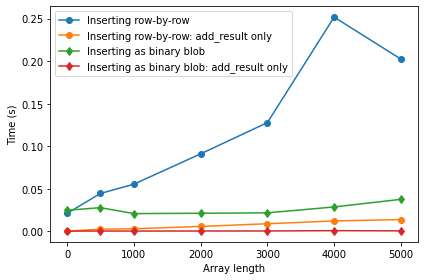 Inserting row-by-row
Inserting row-by-row: add_result only
Inserting as binary blob
Inserting as binary blob: add_result only
0.25
0.20
0.15
0.10
0.05
0.00
Time (s)
0 1000 2000 3000 4000 5000
Array length